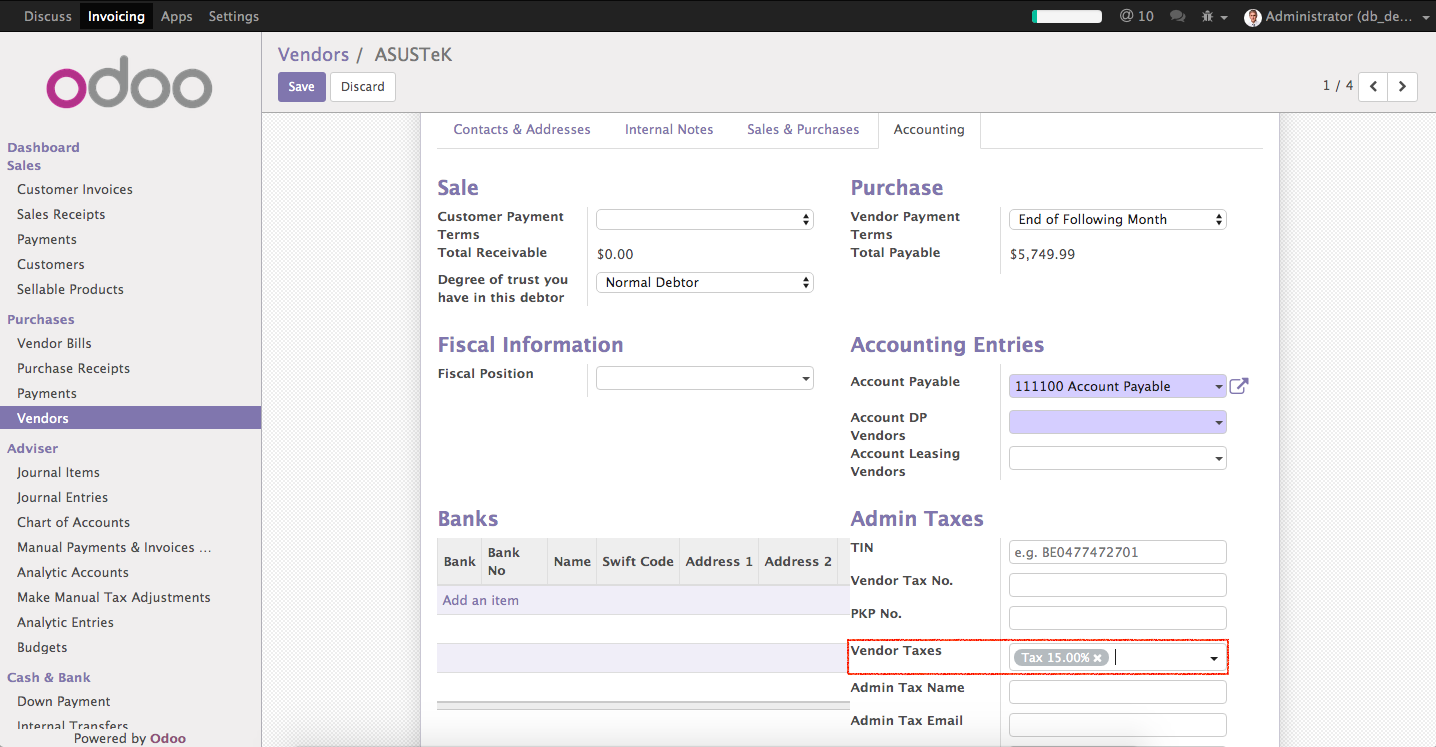 Discuss Invoicing Apps Settings @ 10 Administrator (db_de...
odoo
Dashboard
Sales
Customer Invoices
Sales Receipts
Payments
Customers
Sellable Products
Purchases
Vendor Bills
Purchase Receipts
Payments
Vendors
Adviser
Journal Items
Journal Entries
Chart of Accounts
Manual Payments & Invoices ...
Analytic Accounts
Make Manual Tax Adjustments
Analytic Entries
Budgets
Cash & Bank
Down Payment
Internal Transfers
Powered by Odoo
Vendors / ASUSTeK
Save Discard
1 / 4
Contacts & Addresses Internal Notes Sales & Purchases Accounting
Sale
Customer Payment
Terms
Total Receivable $0.00
Degree of trust you
have in this debtor
Normal Debtor
Purchase
Vendor Payment
Terms
End of Following Month
Total Payable $5,749.99
Fiscal Information
Fiscal Position
Accounting Entries
Account Payable 111100 Account Payable
Account DP
Vendors
Account Leasing
Vendors
Banks
Bank Bank No Name Swift Code Address 1 Address 2
Add an item
Admin Taxes
TIN e.g. BE0477472701
Vendor Tax No.
PKP No.
Vendor Taxes Tax 15.00% ×
Admin Tax Name
Admin Tax Email